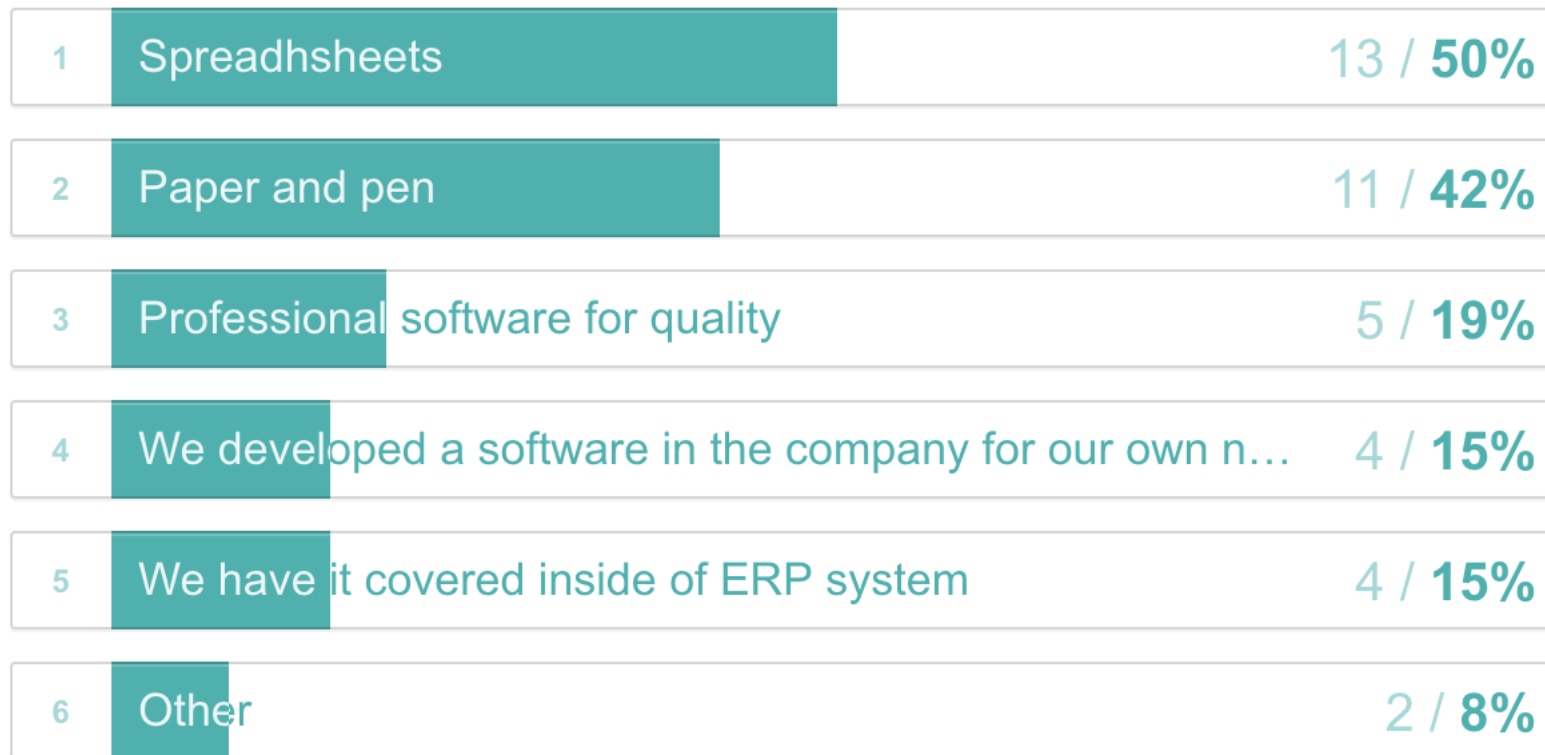 1 Spreadhsheets 13 / 50%
2 Paper and pen 11 / 42%
3 Professional software for quality 5 / 19%
4 We developed a software in the company for our own n… 4 / 15%
5 We have it covered inside of ERP system 4 / 15%
6 Other 2 / 8%